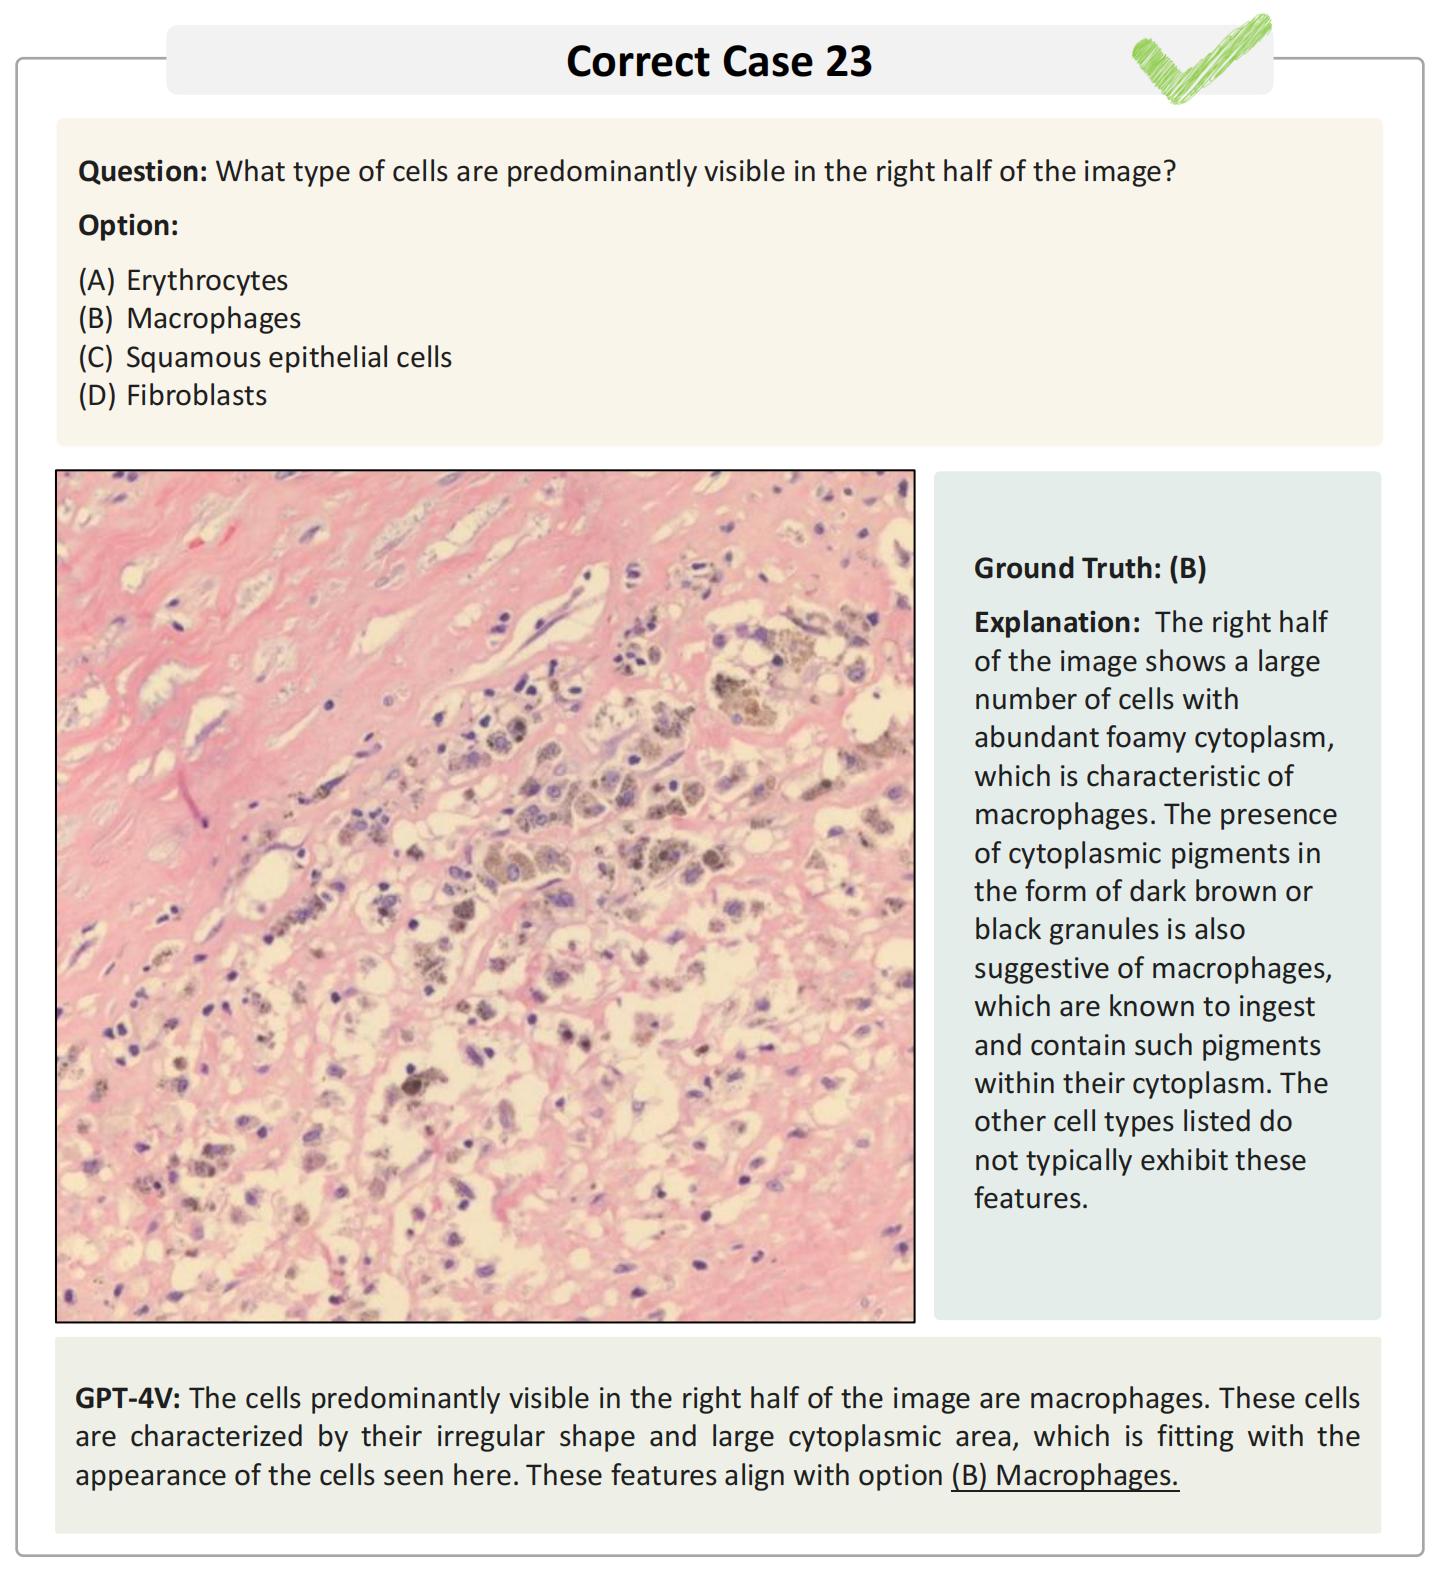 Correct Case 23
Question: What type of cells are predominantly visible in the right half of the image?
Option:
(A) Erythrocytes
(B) Macrophages
(C) Squamous epithelial cells
(D) Fibroblasts
Ground Truth: (B)
Explanation: The right half
of the image shows a large
number of cells with
abundant foamy cytoplasm,
which is characteristic of
macrophages. The presence
of cytoplasmic pigments in
the form of dark brown or
black granules is also
suggestive of macrophages,
which are known to ingest
and contain such pigments
within their cytoplasm. The
other cell types listed do
not typically exhibit these
features.
GPT-4V: The cells predominantly visible in the right half of the image are macrophages. These cells
are characterized by their irregular shape and large cytoplasmic area, which is fitting with the
appearance of the cells seen here. These features align with option (B) Macrophages.